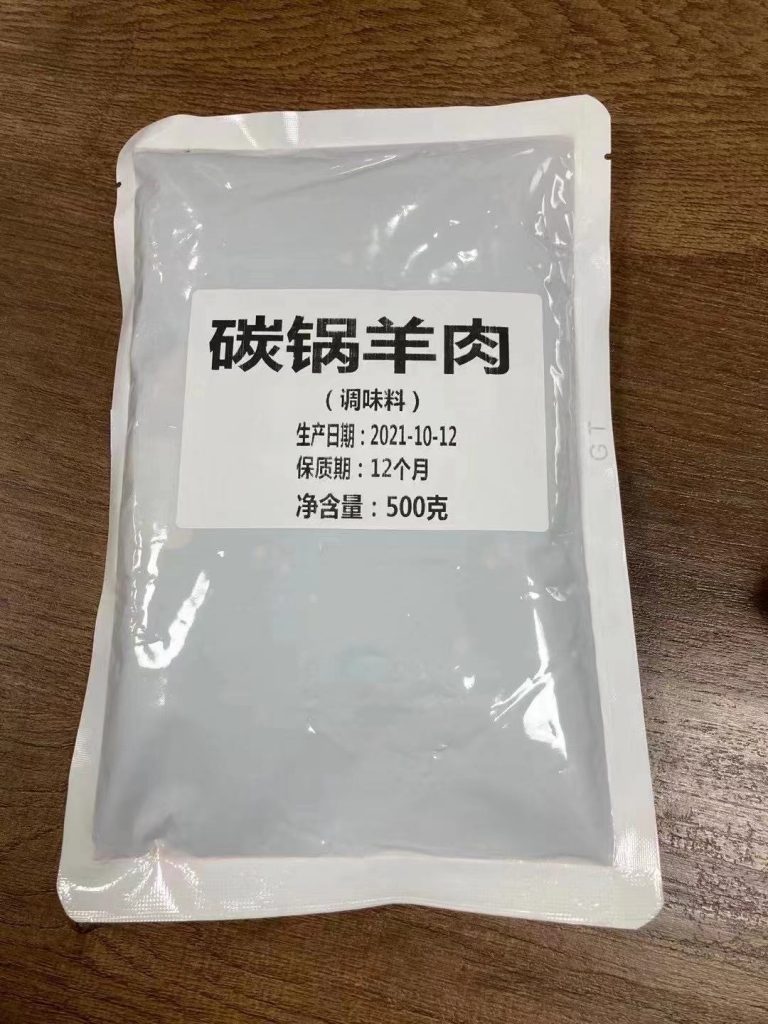 碳锅羊肉
（调味料）
生产日期：2021-10-12
保质期：12个月
净含量：500克
GT